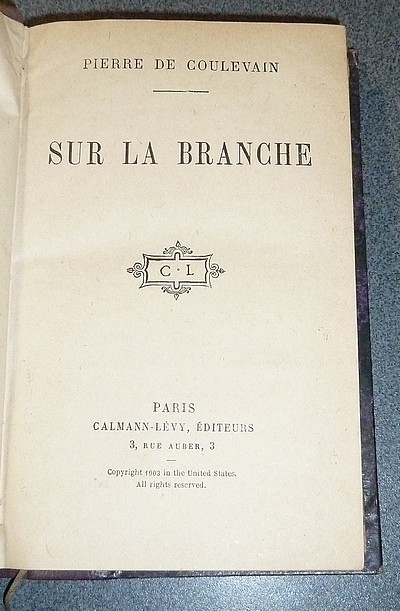 PIERRE DE COULEVAIN
SUR LA BRANCHE
C · L
PARIS
CALMANN-LÉVY, ÉDITEURS
3, RUE AUBER, 3
Copyright 1903 in the United States.
All rights reserved.